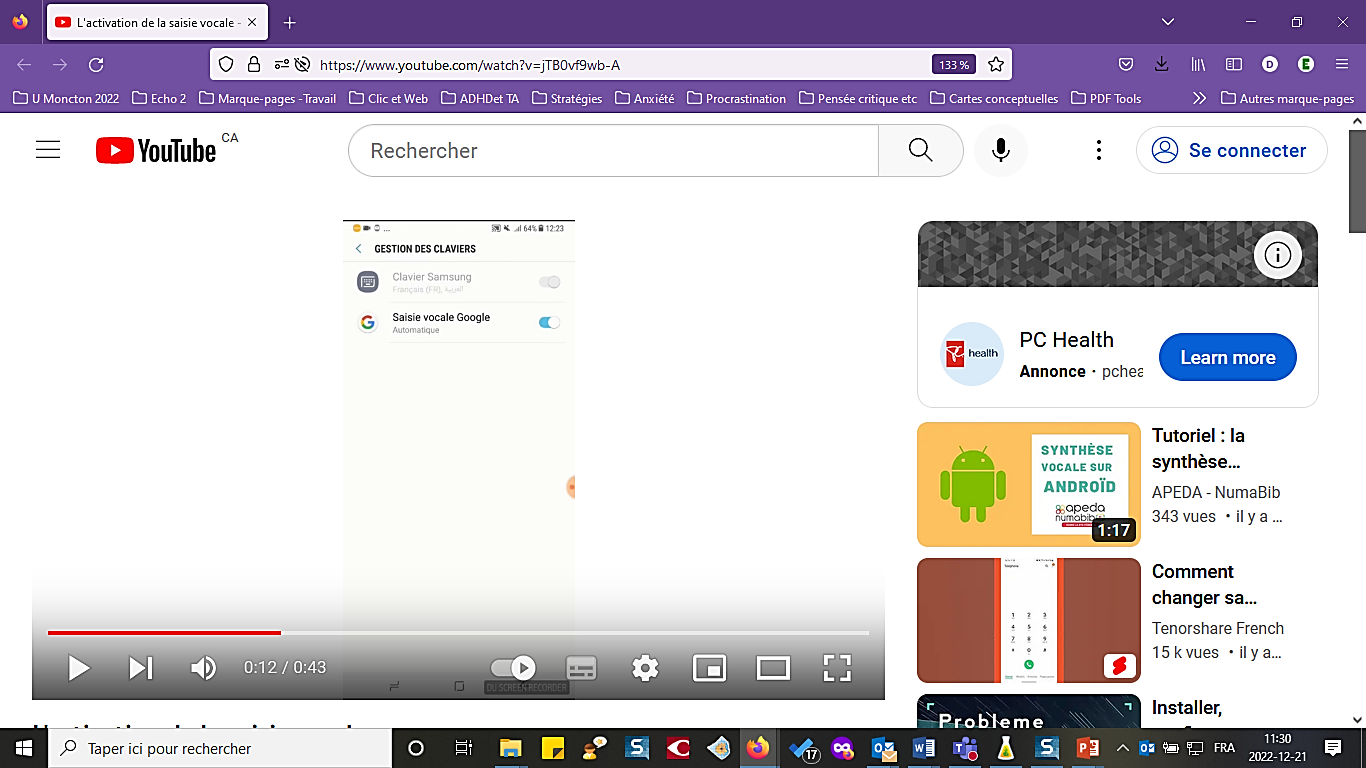 L'activation de la saisie vocale -
https://www.youtube.com/watch?v=jTB0vf9wb-A
133 %
U Moncton 2022
Echo 2
Marque-pages -Travail
Clic et Web
ADHDet TA
Stratégies
Anxiété
Procrastination
Pensée critique etc
Cartes conceptuelles
PDF Tools
Autres marque-pages
YouTube CA
Rechercher
Se connecter
64% 12:23
GESTION DES CLAVIERS
Clavier Samsung
Français (FR), العربية
Saisie vocale Google
Automatique
0:12 / 0:43
DU SCREEN RECORDER
health
PC Health
Annonce · pchea
Learn more
SYNTHÈSE
VOCALE SUR
ANDROÏD
apeda
numabib
1:17
Tutoriel : la
synthèse...
APEDA - NumaBib
343 vues • il y a ...
Comment
changer sa...
Tenorshare French
15 k vues • il y a...
Probleme
Installer,
Taper ici pour rechercher
17
FRA
11:30
2022-12-21